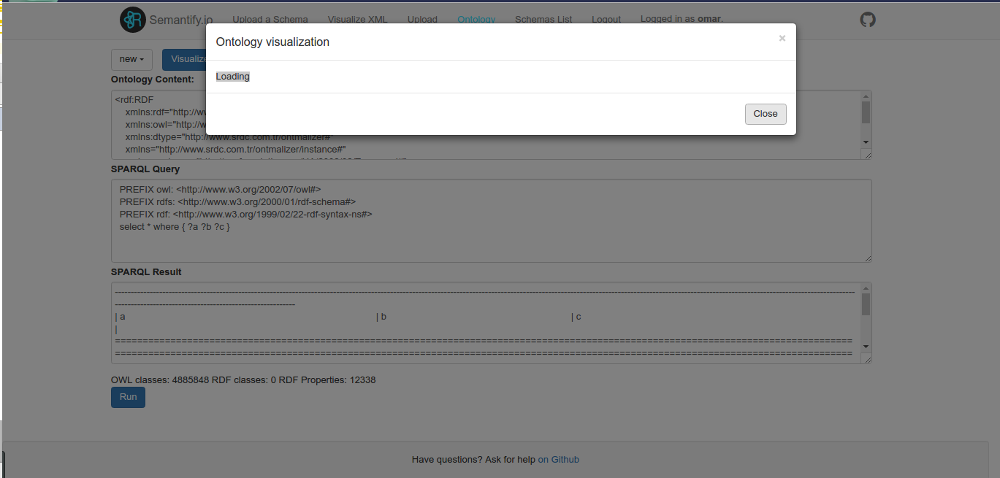 Semantify.io Upload a Schema Visualize XML Upload Ontology Schemas List Logout Logged in as omar.
Ontology visualization ×
new Visualize
Loading
Ontology Content:
Close
<rdf:RDF
xmlns:rdf="http://w
xmlns:owl="http://w
xmlns:dtype="http://www.srdc.com.tr/ontmalizer#"
xmlns="http://www.srdc.com.tr/ontmalizer/instance#"
SPARQL Query
PREFIX owl: <http://www.w3.org/2002/07/owl#>
PREFIX rdfs: <http://www.w3.org/2000/01/rdf-schema#>
PREFIX rdf: <http://www.w3.org/1999/02/22-rdf-syntax-ns#>
select * where { ?a ?b ?c }
SPARQL Result
| a | b | c
|
OWL classes: 4885848 RDF classes: 0 RDF Properties: 12338
Run
Have questions? Ask for help on Github